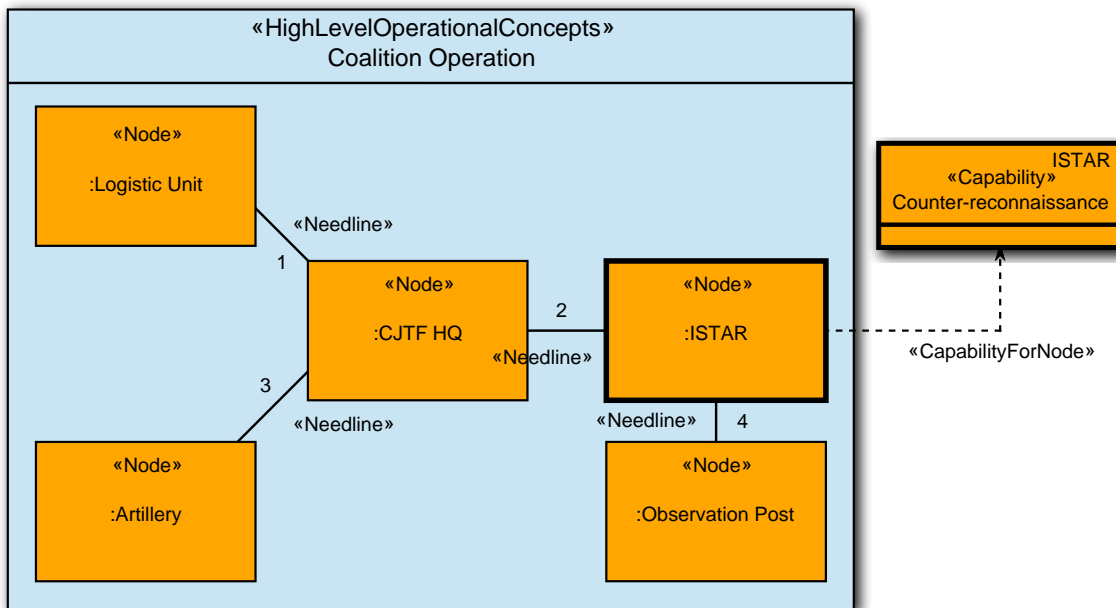 «HighLevelOperationalConcepts»
Coalition Operation
«Node»
:Logistic Unit
«Needline»
1
ISTAR
«Capability»
Counter-reconnaissance
«Node»
:CJTF HQ
2
«Needline»
«Node»
:ISTAR
«CapabilityForNode»
3
«Needline»
«Needline»
4
«Node»
:Artillery
«Node»
:Observation Post